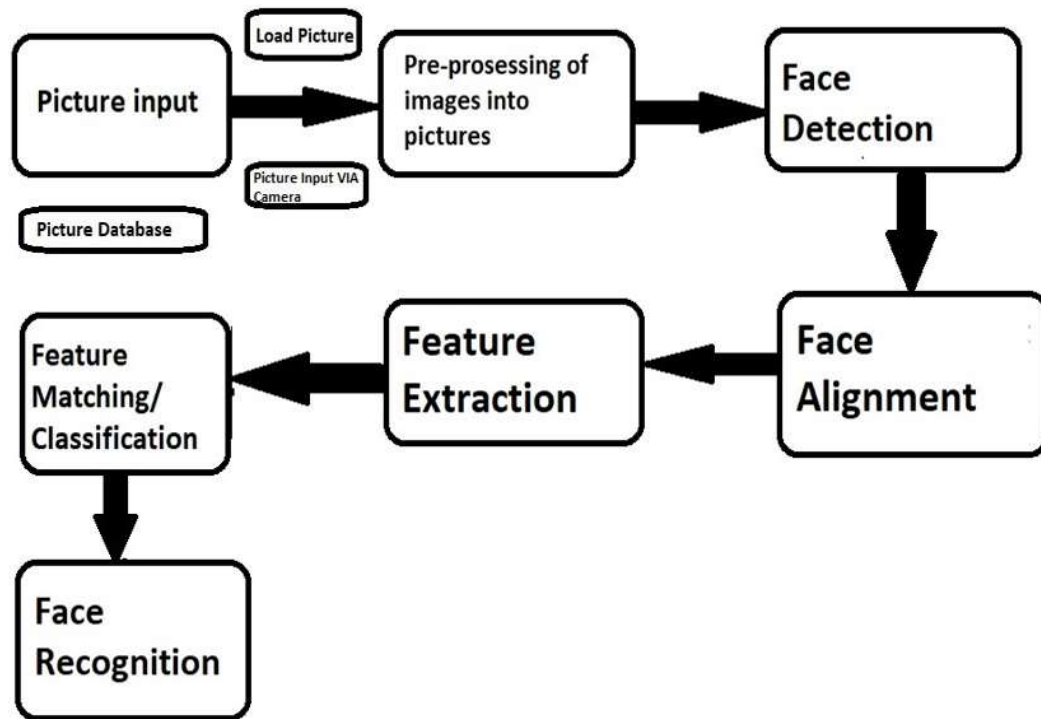 Load Picture
Picture input
Pre-prosessing of
images into
pictures
Face
Detection
Picture Input VIA
Camera
Picture Database
Feature
Matching/
Classification
Feature
Extraction
Face
Alignment
Face
Recognition